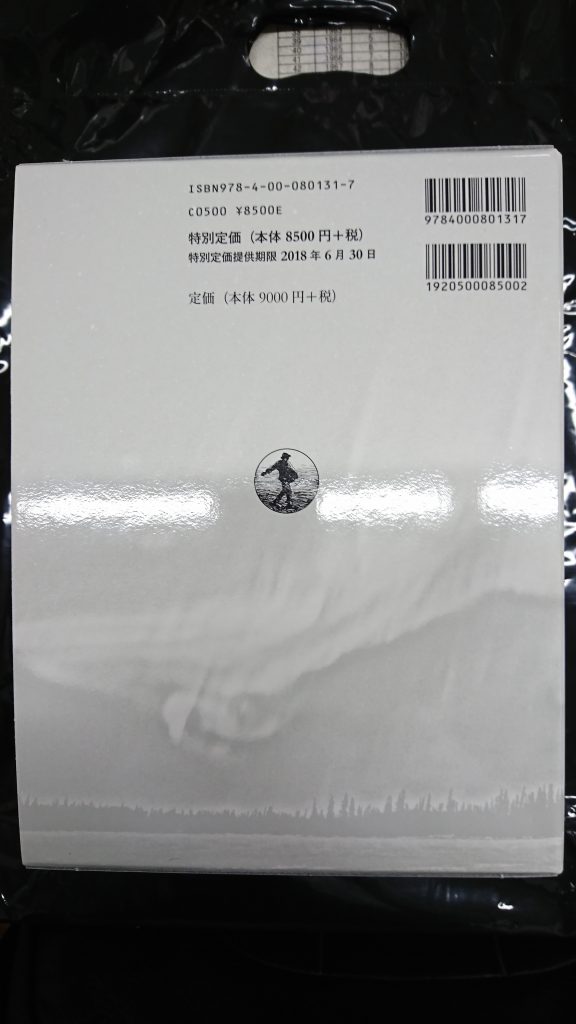 ISBN978-4-00-080131-7
C0500 ¥8500E
特別定価（本体 8500 円＋税）
特別定価提供期限 2018 年 6 月 30 日
定価（本体 9000 円＋税）
9784000801317
1920500085002